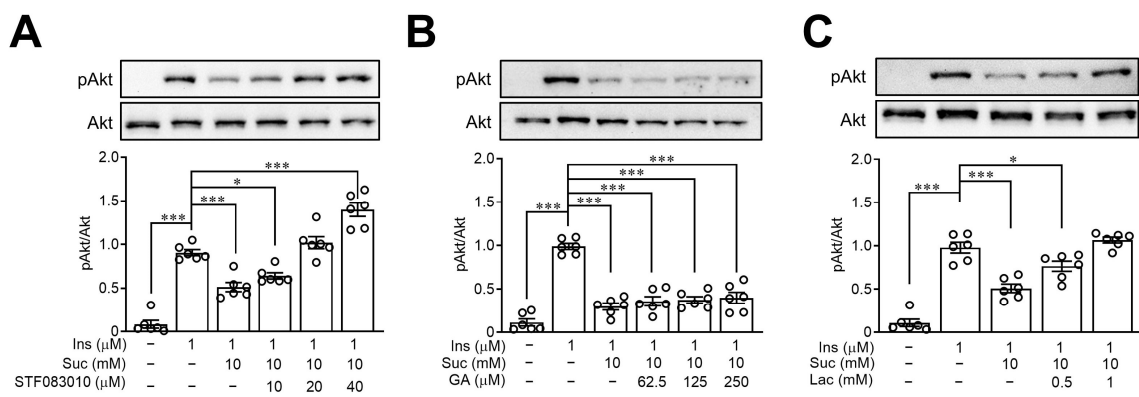 A
pAkt
Akt
pAkt/Akt
2.0
1.5
1.0
0.5
0
***
***
*
***
Ins (μM) – 1 1 1 1 1
Suc (mM) – – 10 10 10 10
STF083010 (μM) – – – 10 20 40
B
pAkt
Akt
pAkt/Akt
2.0
1.5
1.0
0.5
0
***
***
***
***
***
Ins (μM) – 1 1 1 1 1
Suc (mM) – – 10 10 10 10
GA (μM) – – – 62.5 125 250
C
pAkt
Akt
pAkt/Akt
2.0
1.5
1.0
0.5
0
*
***
***
Ins (μM) – 1 1 1 1
Suc (mM) – – 10 10 10
Lac (mM) – – – 0.5 1